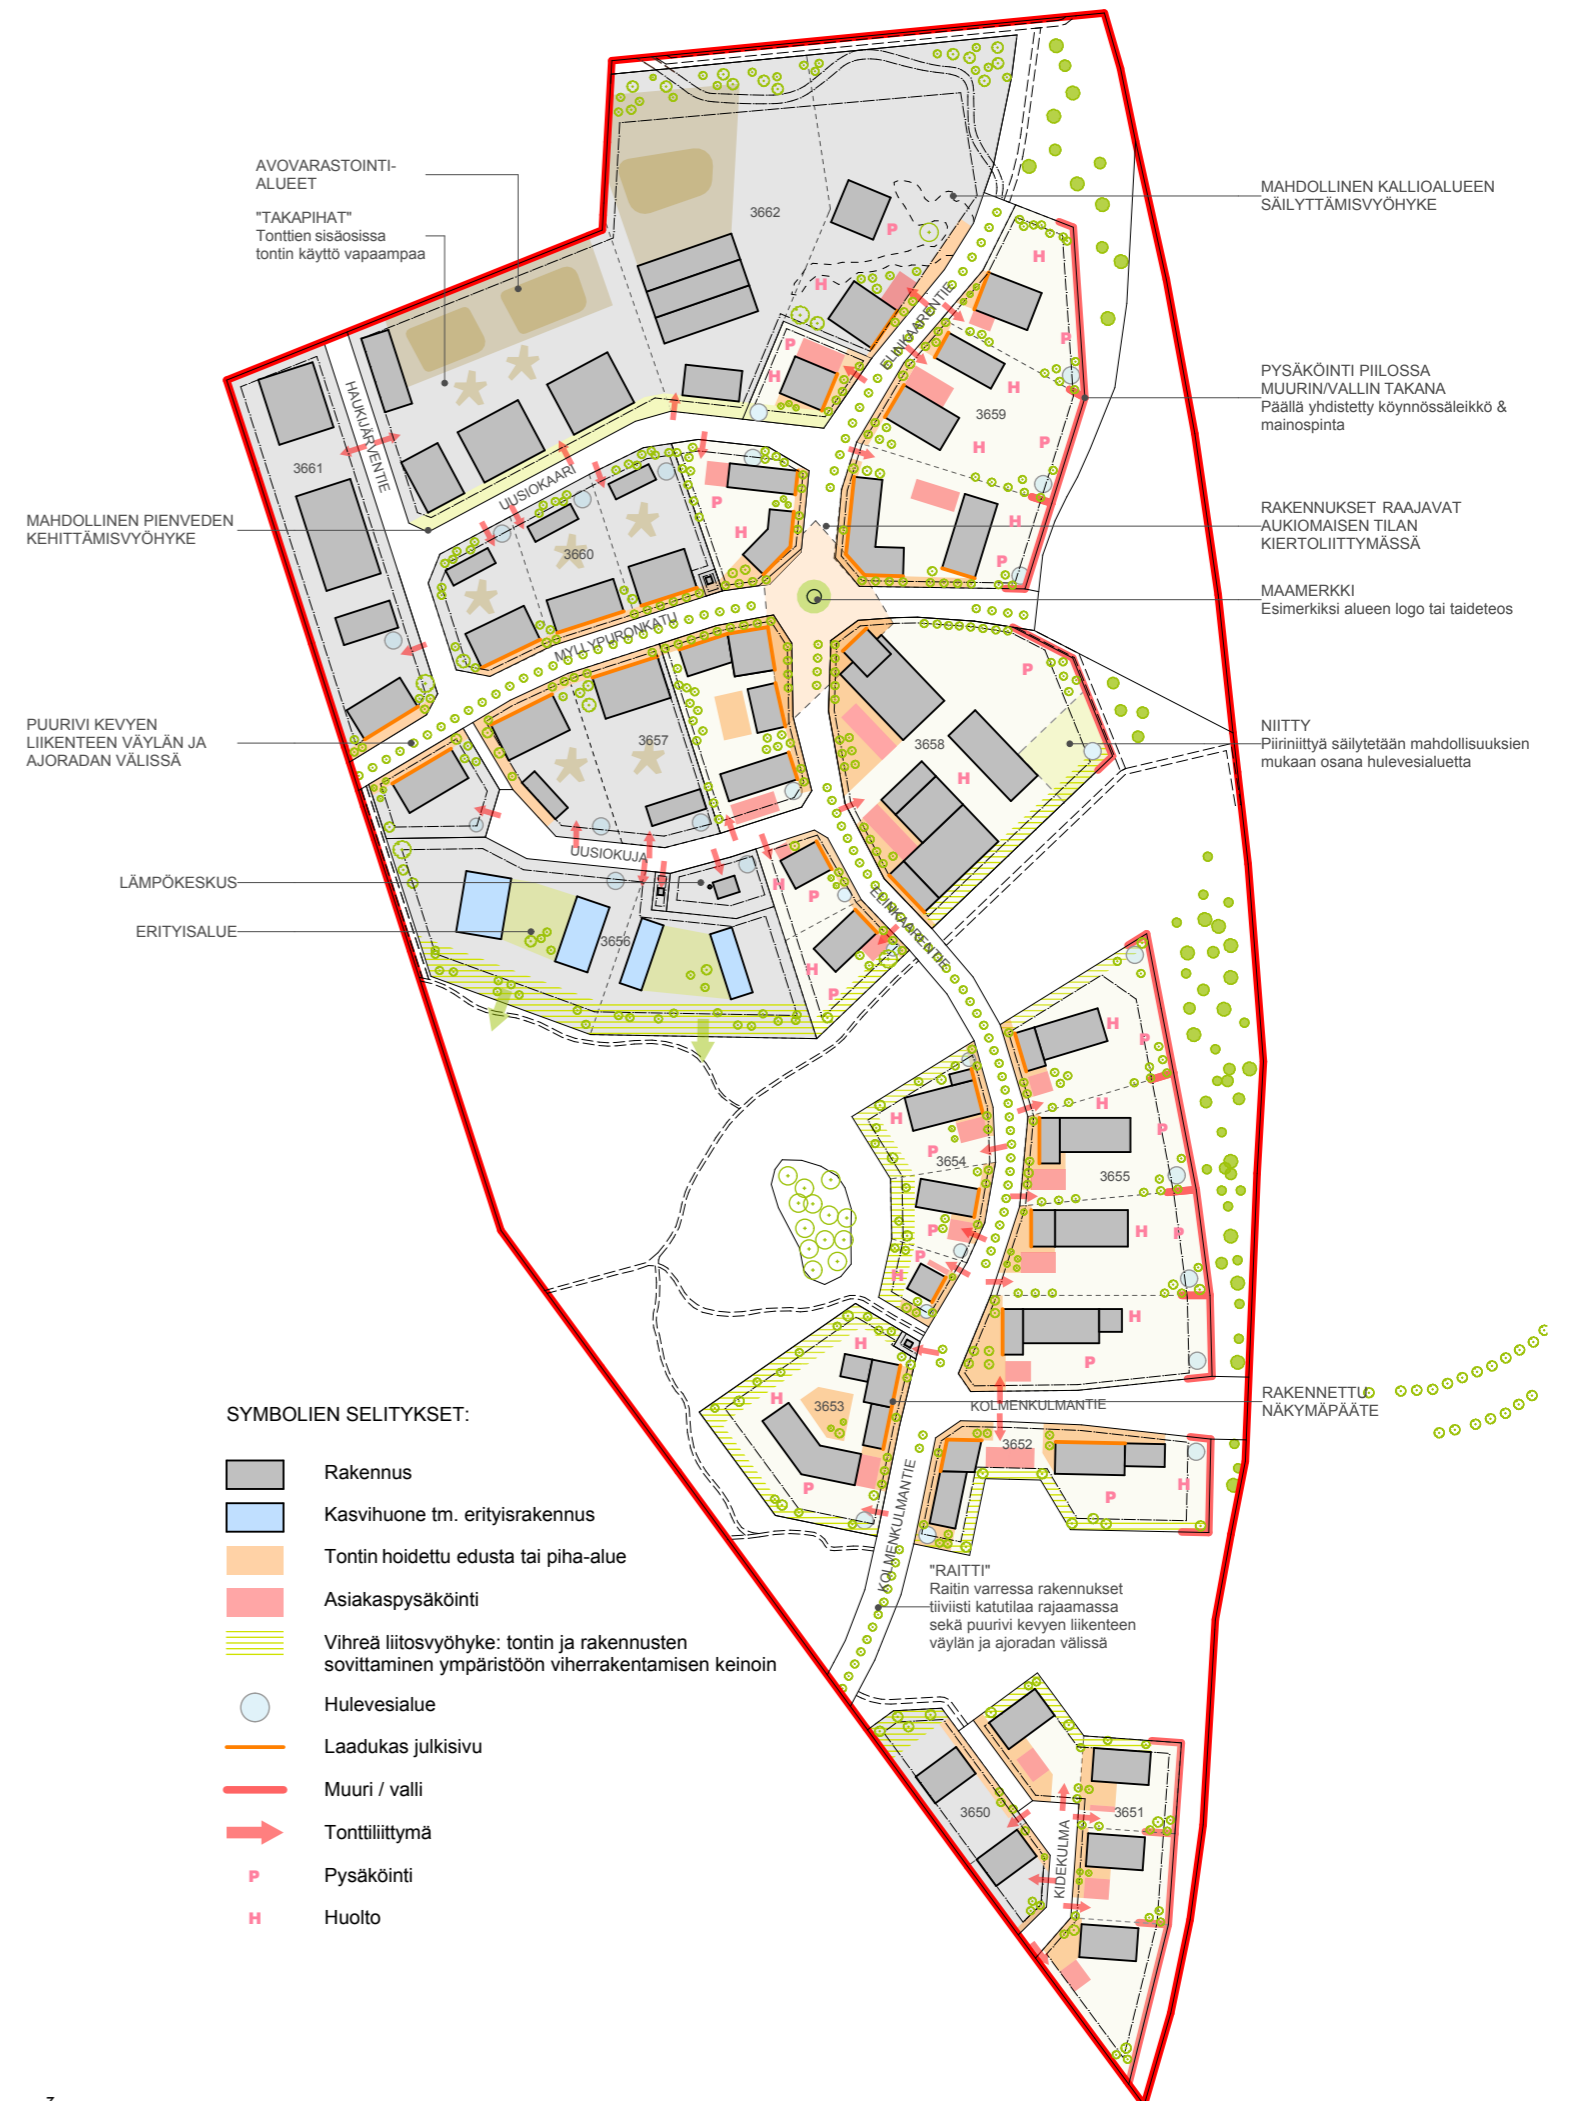 AVOVARASTOINTI-
ALUEET
"TAKAPIHAT"
Tonttien sisäosissa
tontin käyttö vapaampaa
MAHDOLLINEN PIENVEDEN
KEHITTÄMISVYÖHYKE
PUURIVI KEVYEN
LIIKENTEEN VÄYLÄN JA
AJORADAN VÄLISSÄ
LÄMPÖKESKUS
ERITYISALUE
MAHDOLLINEN KALLIOALUEEN
SÄILYTTÄMISVYÖHYKE
PYSÄKÖINTI PIILOSSA
MUURIN/VALLIN TAKANA
Päällä yhdistetty köynnössäleikkö &
mainospinta
RAKENNUKSET RAAJAVAT
AUKIOMAISEN TILAN
KIERTOLIITTYMÄSSÄ
MAAMERKKI
Esimerkiksi alueen logo tai taideteos
NIITTY
Piiriniittyä säilytetään mahdollisuuksien
mukaan osana hulevesialuetta
RAKENNETTU
NÄKYMÄPÄÄTE
"RAITTI"
Raitin varressa rakennukset
tiiviisti katutilaa rajaamassa
sekä puurivi kevyen liikenteen
väylän ja ajoradan välissä
3662
3661
3659
3660
3657
3658
3656
3654
3655
3653
3652
3650
3651
HAUKIJÄRVENTIE
UUSIOKAARI
ELINKAARENTIE
MYLLYPURONKATU
UUSIOKUJA
ELINKAARENTIE
KOLMENKULMANTIE
KOLMENKULMANTIE
KIDEKULMA
SYMBOLIEN SELITYKSET:
Rakennus
Kasvihuone tm. erityisrakennus
Tontin hoidettu edusta tai piha-alue
Asiakaspysäköinti
Vihreä liitosvyöhyke: tontin ja rakennusten
sovittaminen ympäristöön viherrakentamisen keinoin
Hulevesialue
Laadukas julkisivu
Muuri / valli
Tonttiliittymä
P Pysäköinti
H Huolto